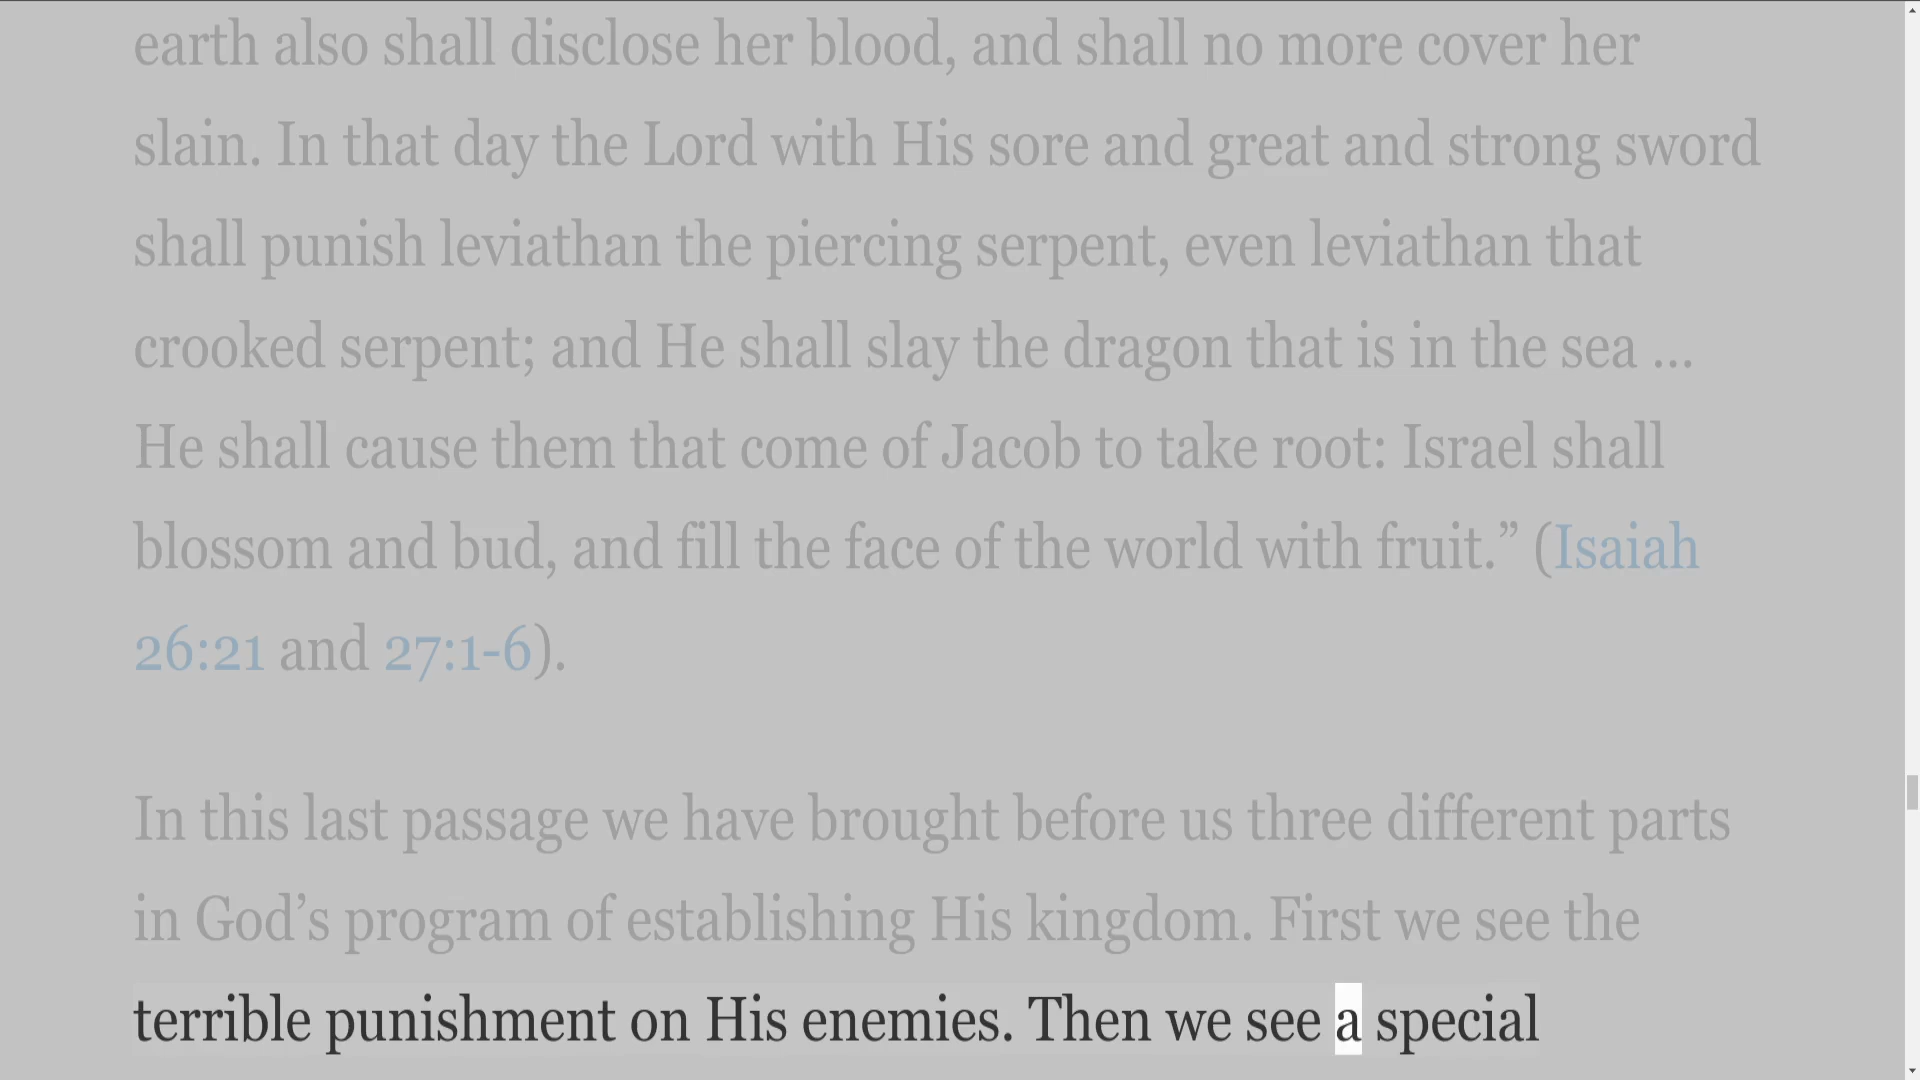 earth also shall disclose her blood, and shall no more cover her
slain. In that day the Lord with His sore and great and strong sword
shall punish leviathan the piercing serpent, even leviathan that
crooked serpent; and He shall slay the dragon that is in the sea ...
He shall cause them that come of Jacob to take root: Israel shall
blossom and bud, and fill the face of the world with fruit.” (Isaiah
26:21 and 27:1-6).
In this last passage we have brought before us three different parts
in God’s program of establishing His kingdom. First we see the
terrible punishment on His enemies. Then we see a special